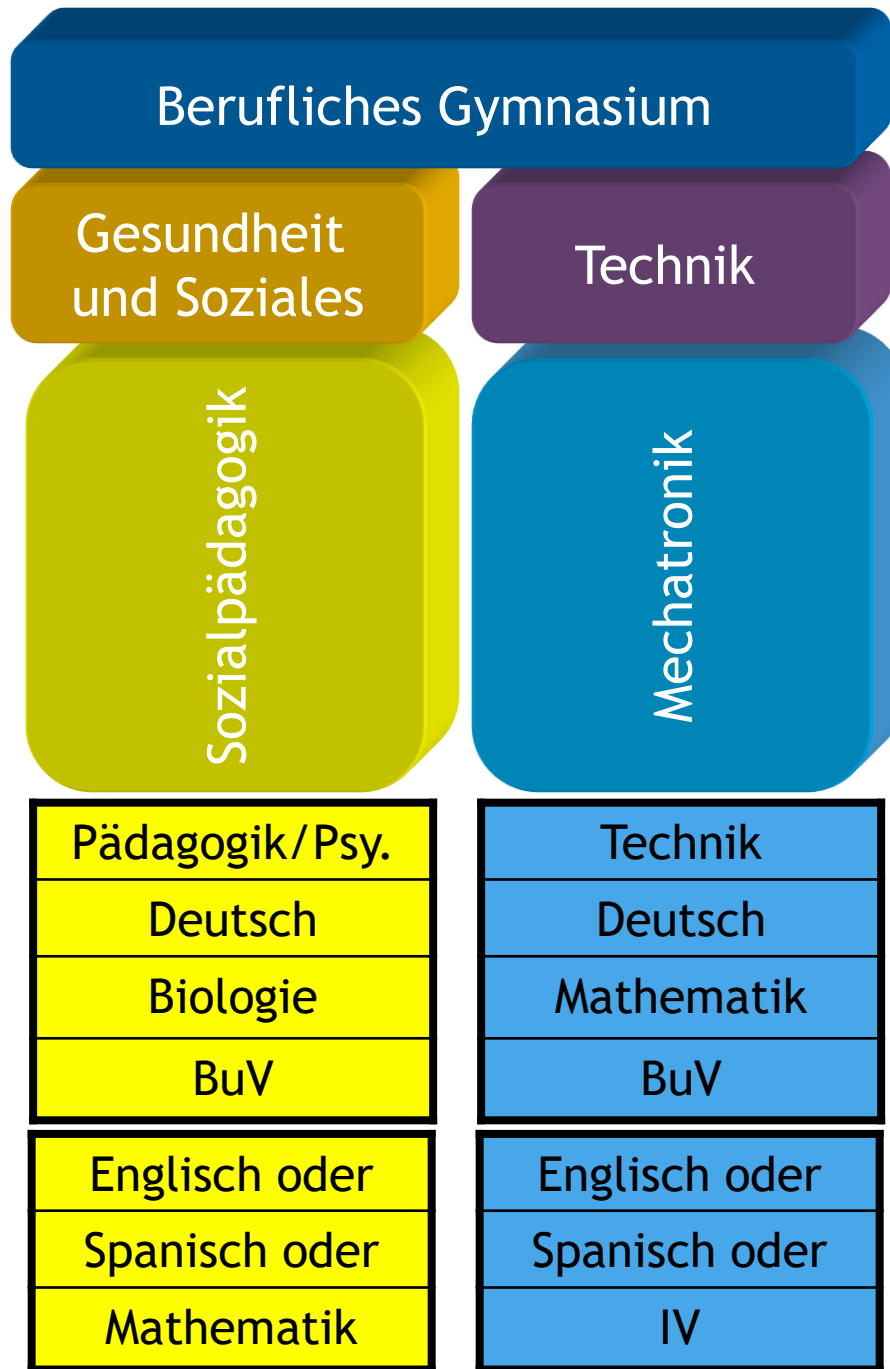 Berufliches Gymnasium
Gesundheit
und Soziales
Technik
Sozialpädagogik
Mechatronik
Pädagogik/Psy.
Deutsch
Biologie
BuV
Englisch oder
Spanisch oder
Mathematik
Technik
Deutsch
Mathematik
BuV
Englisch oder
Spanisch oder
IV